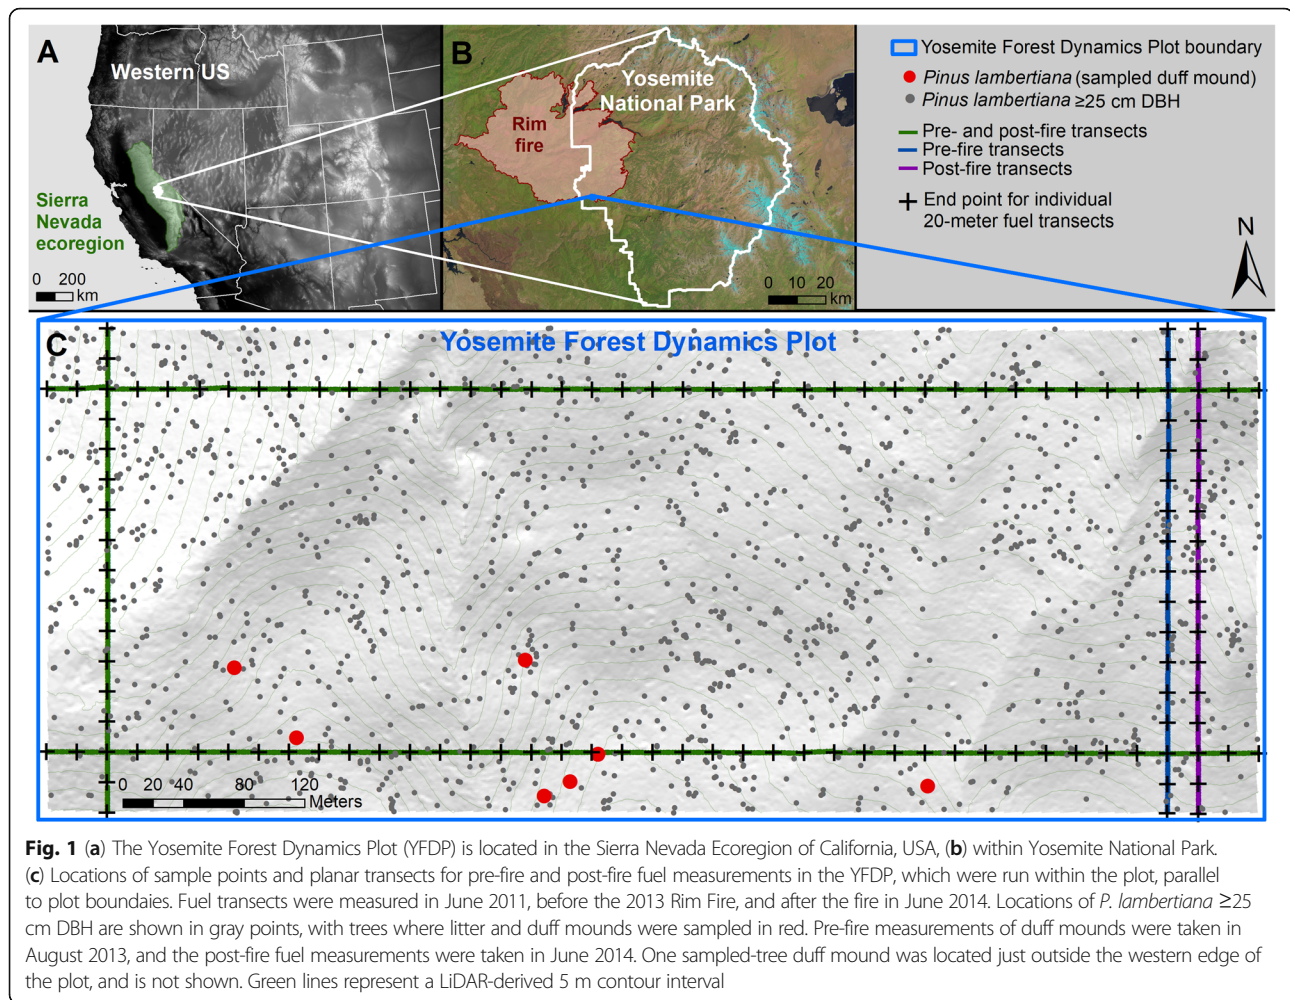 A
Western US
Sierra
Nevada
ecoregion
0 200
km
B
Yosemite
National Park
Rim
fire
0 10 20
km
Yosemite Forest Dynamics Plot boundary
Pinus lambertiana (sampled duff mound)
Pinus lambertiana ≥25 cm DBH
Pre- and post-fire transects
Pre-fire transects
Post-fire transects
End point for individual
20-meter fuel transects
N
C
Yosemite Forest Dynamics Plot
0 20 40 80 120
Meters
Fig. 1 (a) The Yosemite Forest Dynamics Plot (YFDP) is located in the Sierra Nevada Ecoregion of California, USA, (b) within Yosemite National Park.
(c) Locations of sample points and planar transects for pre-fire and post-fire fuel measurements in the YFDP, which were run within the plot, parallel
to plot boundaies. Fuel transects were measured in June 2011, before the 2013 Rim Fire, and after the fire in June 2014. Locations of P. lambertiana ≥25
cm DBH are shown in gray points, with trees where litter and duff mounds were sampled in red. Pre-fire measurements of duff mounds were taken in
August 2013, and the post-fire fuel measurements were taken in June 2014. One sampled-tree duff mound was located just outside the western edge of
the plot, and is not shown. Green lines represent a LiDAR-derived 5 m contour interval